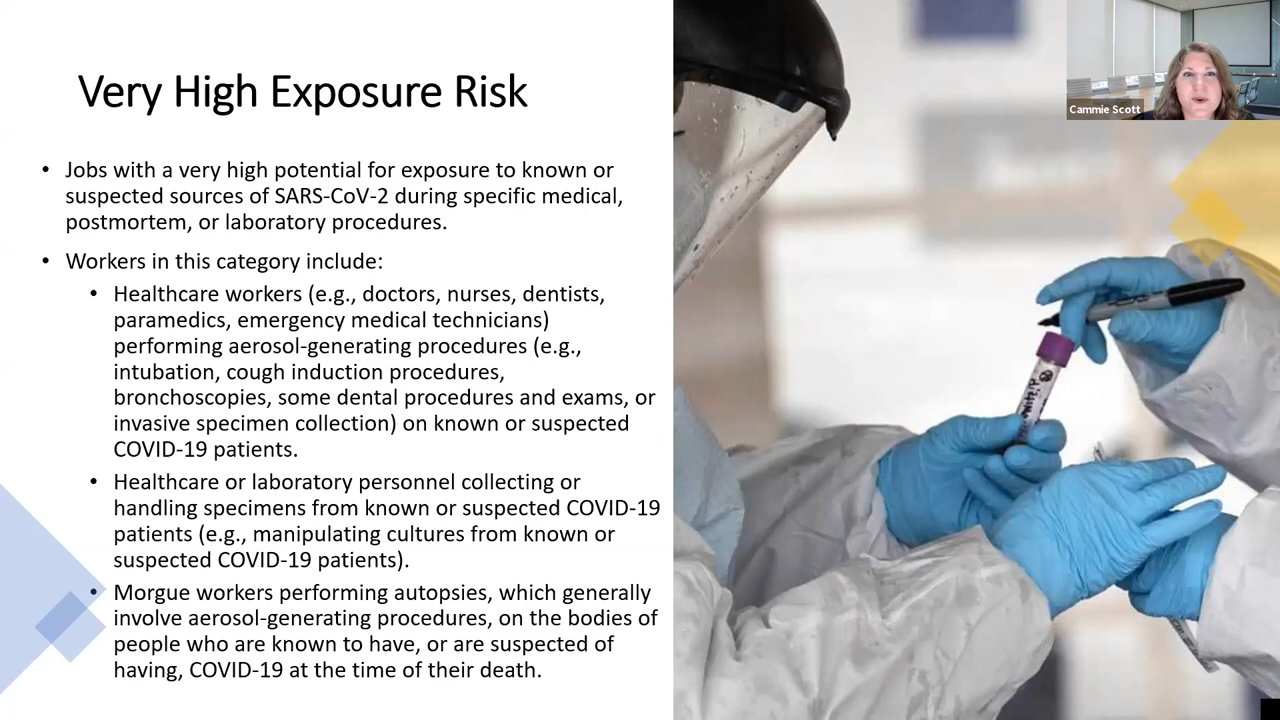 Very High Exposure Risk
Cammie Scott
• Jobs with a very high potential for exposure to known or
suspected sources of SARS-CoV-2 during specific medical,
postmortem, or laboratory procedures.
• Workers in this category include:
• Healthcare workers (e.g., doctors, nurses, dentists,
paramedics, emergency medical technicians)
performing aerosol-generating procedures (e.g.,
intubation, cough induction procedures,
bronchoscopies, some dental procedures and exams, or
invasive specimen collection) on known or suspected
COVID-19 patients.
• Healthcare or laboratory personnel collecting or
handling specimens from known or suspected COVID-19
patients (e.g., manipulating cultures from known or
suspected COVID-19 patients).
• Morgue workers performing autopsies, which generally
involve aerosol-generating procedures, on the bodies of
people who are known to have, or are suspected of
having, COVID-19 at the time of their death.